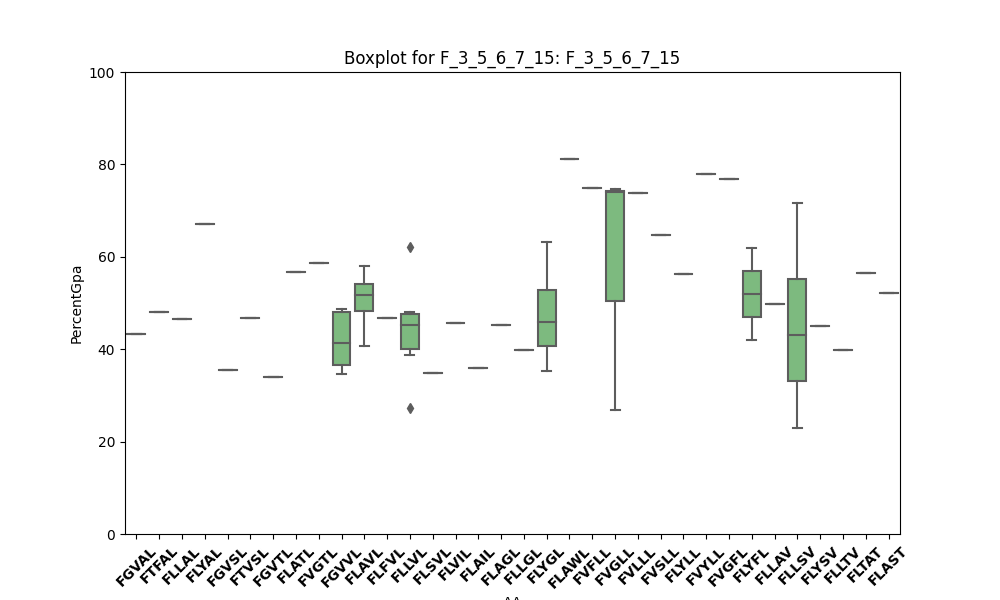 Boxplot for F_3_5_6_7_15: F_3_5_6_7_15
PercentGpa
100
80
60
40
20
0
FGVAL FTFAL FLLAL FLYAL FGVSL FTVSL FGVTL FLATL FVGTL FGVVL FLAVL FLFVL FLLVL FLSVL FLVIL FLAIL FLAGL FLLGL FLYGL FLAWL FVFLL FVGLL FVLLL FVSLL FLYLL FVYLL FVGFL FLYFL FLLAV FLLSV FLYSV FLLTV FLTAT FLAST